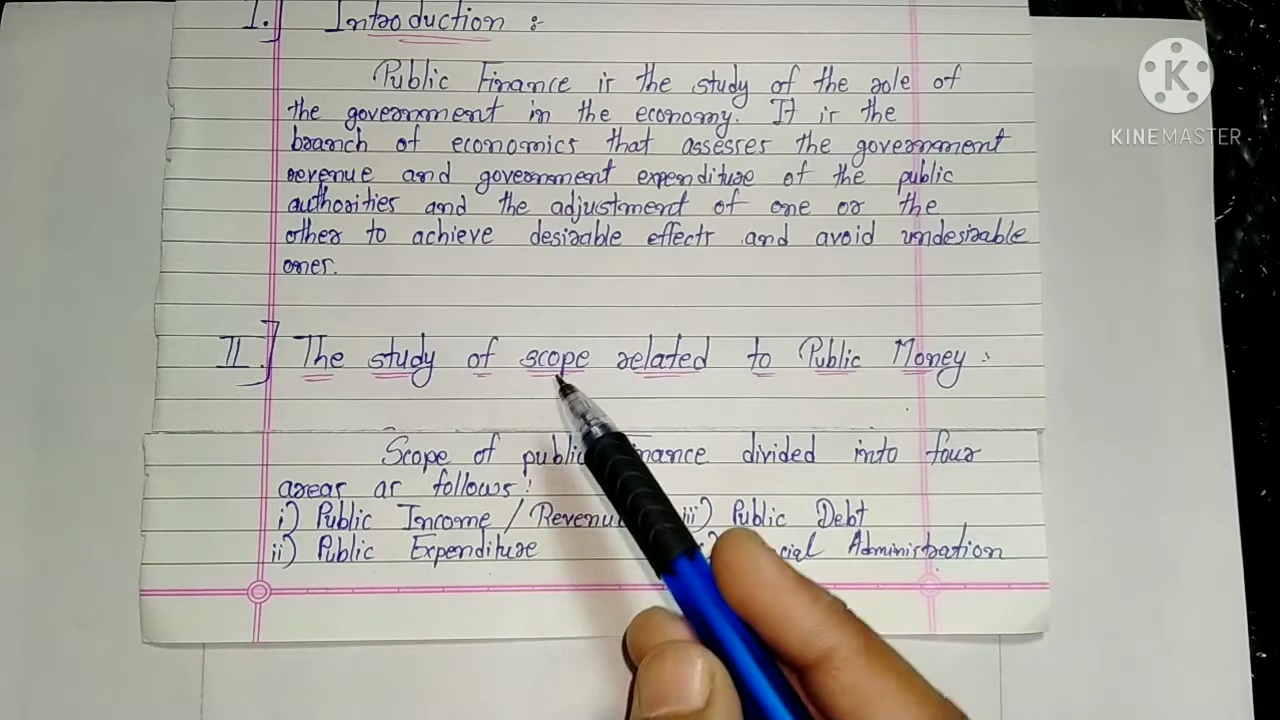 I.] Introduction :
Public Finance is the study of the role of
the government in the economy. It is the
branch of economics that assesses the government
revenue and government expenditure of the public
authorities and the adjustment of one or the
other to achieve desirable effects and avoid undesirable
ones.
II.] The study of scope related to Public Money :
Scope of public divided into four
areas as follows :
i) Public Income / Revenue iii) Public Debt
ii) Public Expenditure Administration
KINEMASTER